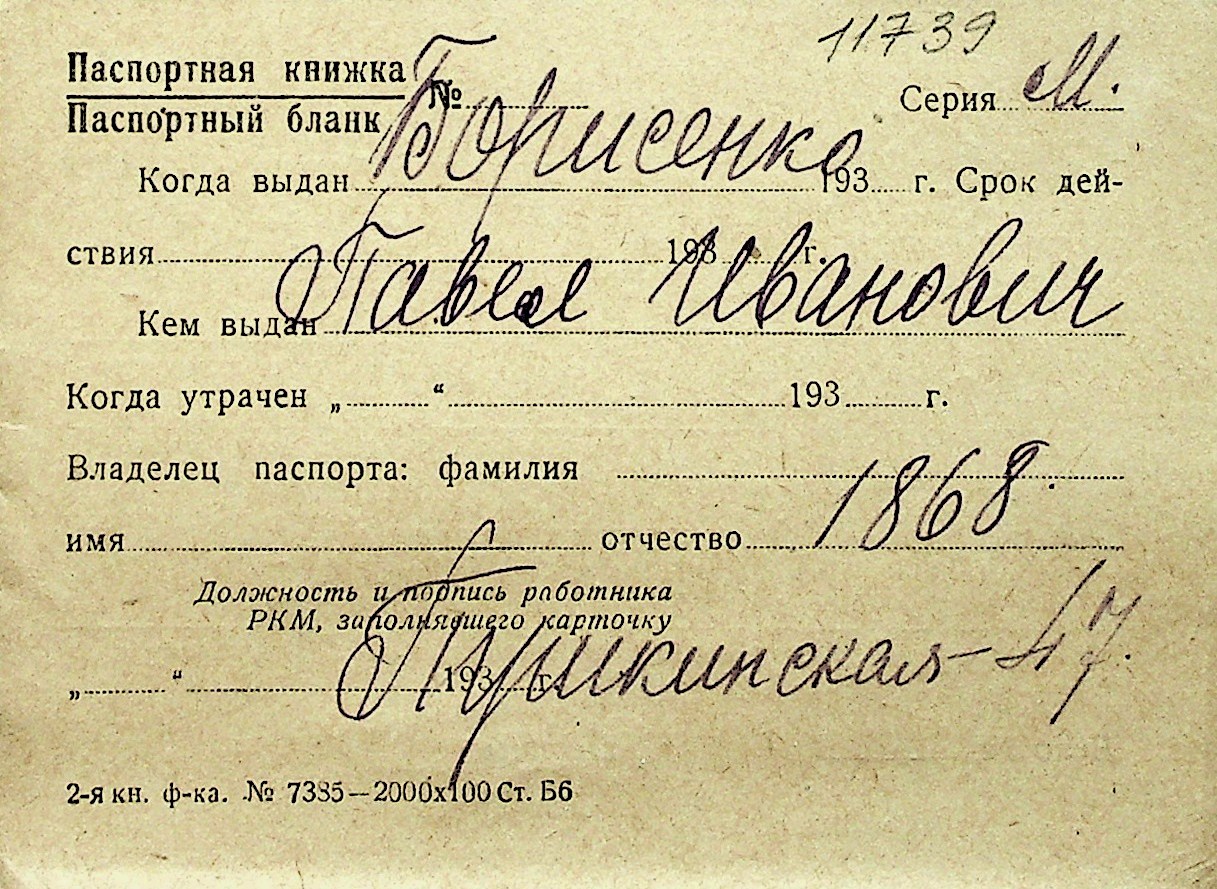 11739
Паспортная книжка
Паспортный бланк № Серия М.
Борисенко
Когда выдан 193 г. Срок дей-
ствия 193 г.
Павел Иванович
Кем выдан
Когда утрачен „ “ 193 г.
Владелец паспорта: фамилия
1868.
имя отчество
Должность и подпись работника
РКМ, заполнявшего карточку
Пушкинская – 47.
„ “ 193 г.
2-я кн. ф-ка. № 7385—2000х100 Ст. Б6